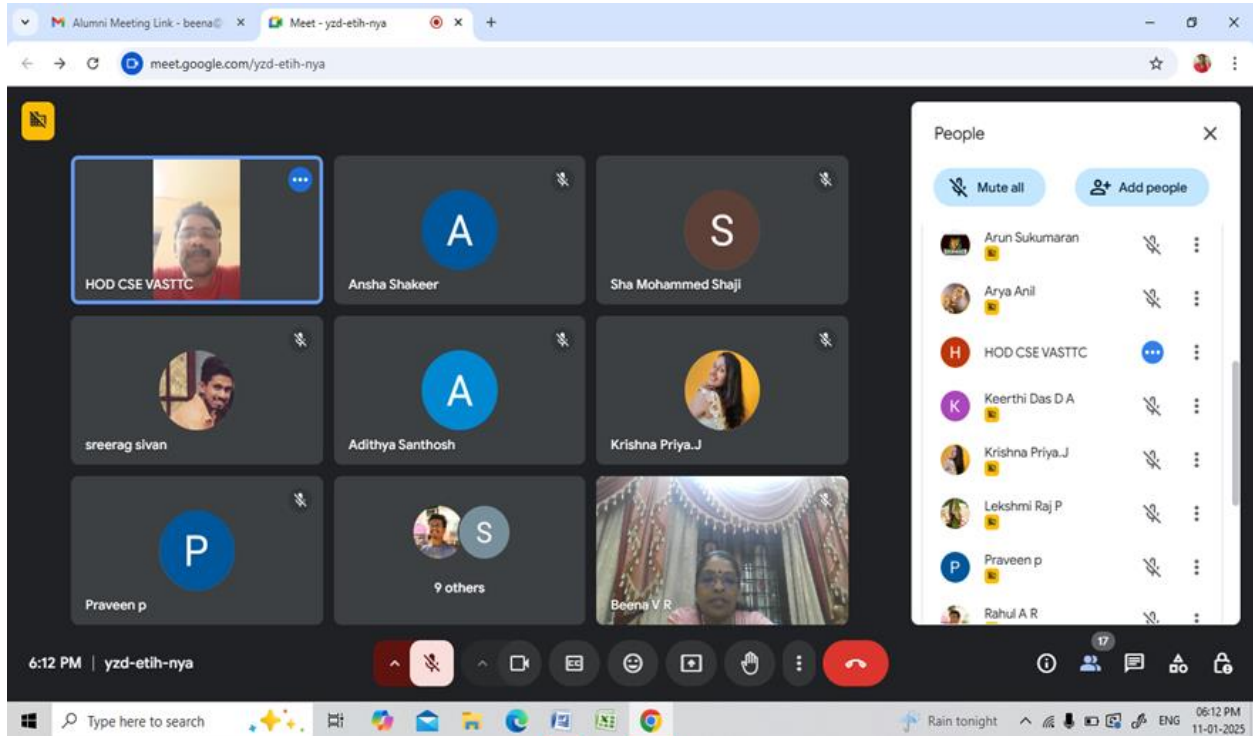 Alumni Meeting Link - beena@
Meet - yzd-etih-nya
meet.google.com/yzd-etih-nya
HOD CSE VASTTC
A
Ansha Shakeer
S
Sha Mohammed Shaji
sreerag sivan
A
Adithya Santhosh
Krishna Priya.J
P
Praveen p
S
9 others
Beena V R
People
Mute all
Add people
Arun Sukumaran
Arya Anil
H
HOD CSE VASTTC
K
Keerthi Das D A
Krishna Priya.J
Lekshmi Raj P
P
Praveen p
Rahul A R
6:12 PM | yzd-etih-nya
CC
17
Type here to search
Rain tonight
ENG
06:12 PM
11-01-2025